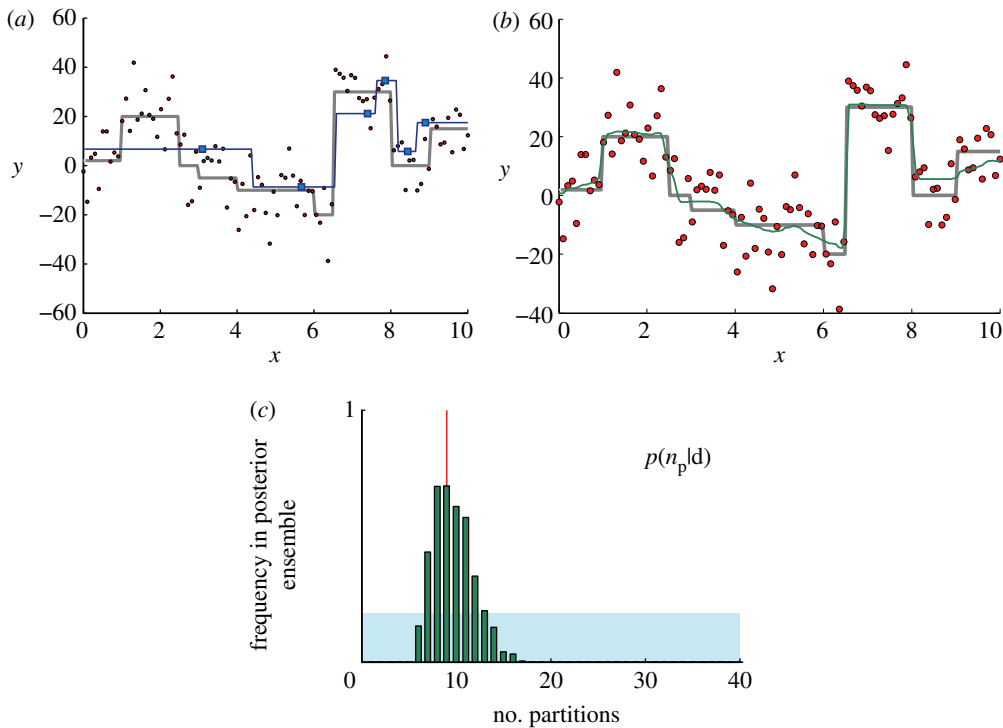 (a)
60
40
20
y
0
−20
−40
−60
0 2 4 6 8 10
x
(b)
60
40
20
y
0
−20
−40
0 2 4 6 8 10
x
(c)
1
frequency in posterior
ensemble
p(n_p|d)
0 10 20 30 40
no. partitions